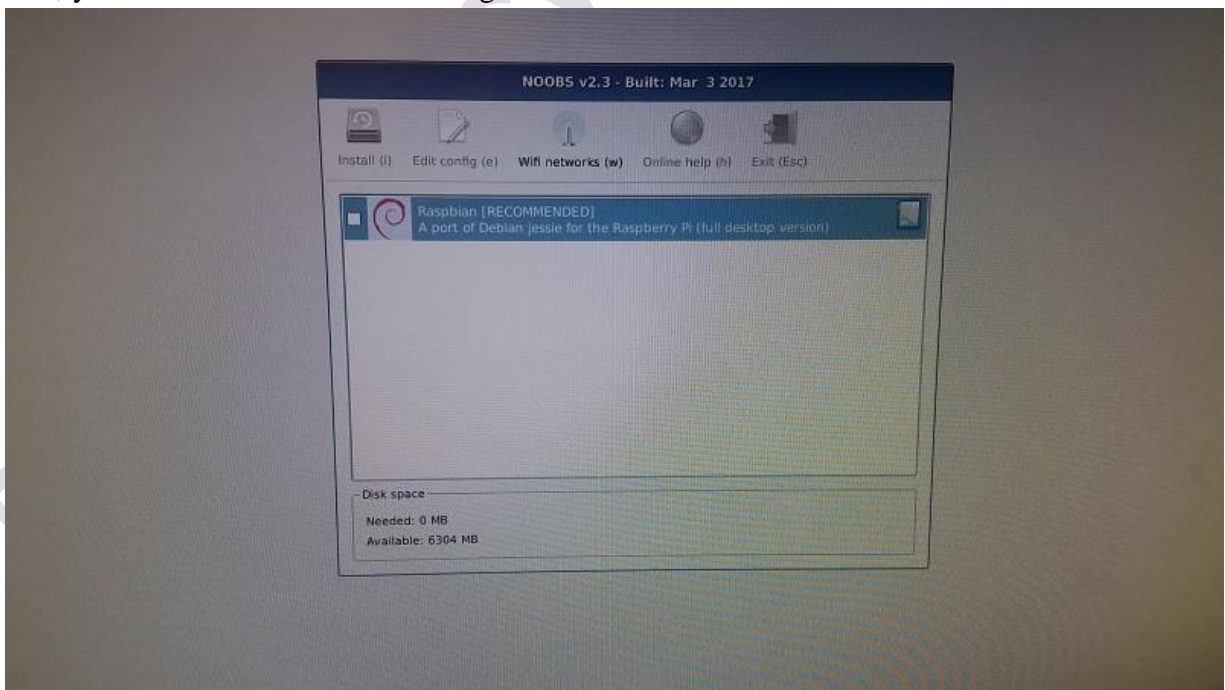 NOOBS v2.3 - Built: Mar 3 2017
Install (i) Edit config (e) Wifi networks (w) Online help (h) Exit (Esc)
Raspbian [RECOMMENDED]
A port of Debian jessie for the Raspberry Pi (full desktop version)
Disk space
Needed: 0 MB
Available: 6304 MB